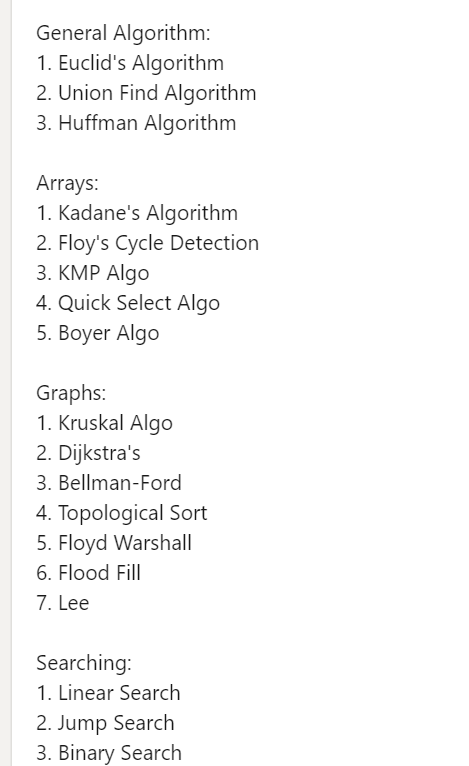 General Algorithm:
1. Euclid's Algorithm
2. Union Find Algorithm
3. Huffman Algorithm
Arrays:
1. Kadane's Algorithm
2. Floy's Cycle Detection
3. KMP Algo
4. Quick Select Algo
5. Boyer Algo
Graphs:
1. Kruskal Algo
2. Dijkstra's
3. Bellman-Ford
4. Topological Sort
5. Floyd Warshall
6. Flood Fill
7. Lee
Searching:
1. Linear Search
2. Jump Search
3. Binary Search